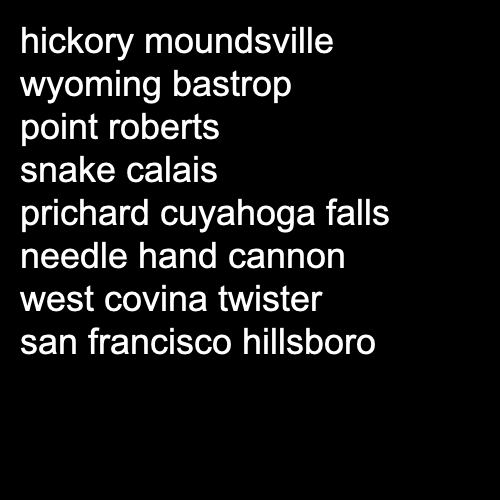 hickory moundsville
wyoming bastrop
point roberts
snake calais
prichard cuyahoga falls
needle hand cannon
west covina twister
san francisco hillsboro